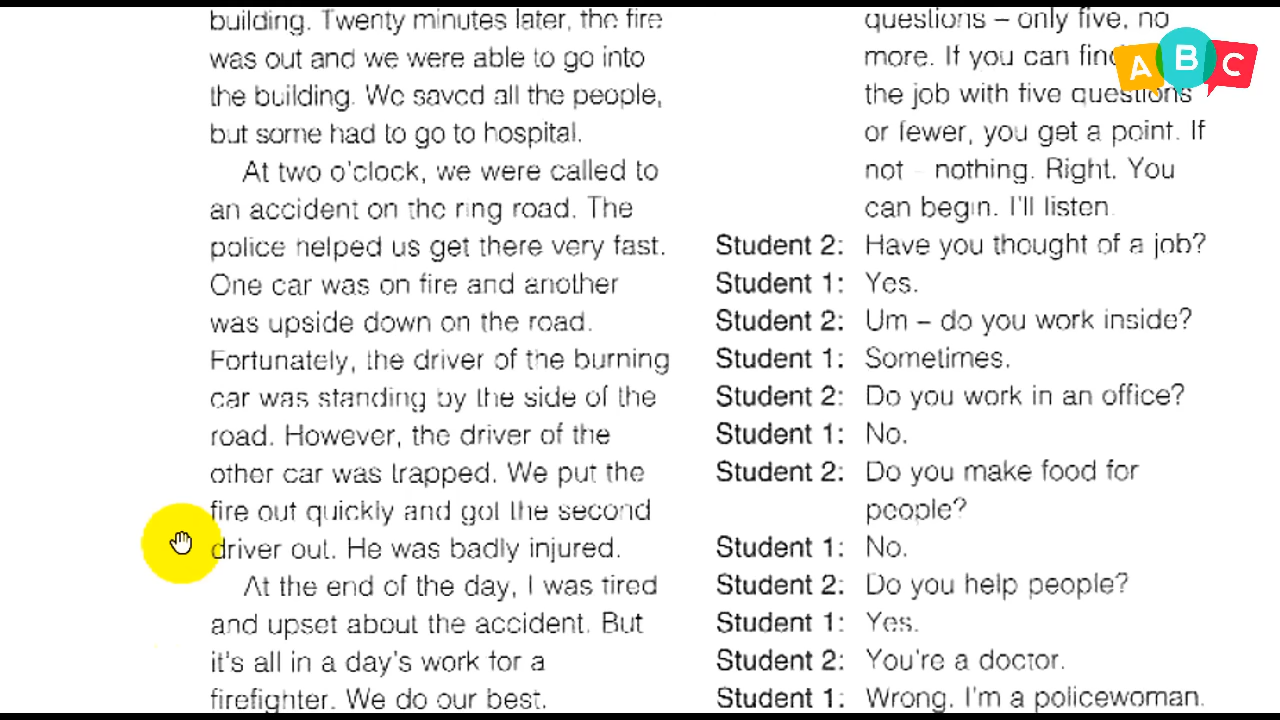 building. Twenty minutes later, the fire
was out and we were able to go into
the building. We saved all the people,
but some had to go to hospital.
At two o'clock, we were called to
an accident on the ring road. The
police helped us get there very fast.
One car was on fire and another
was upside down on the road.
Fortunately, the driver of the burning
car was standing by the side of the
road. However, the driver of the
other car was trapped. We put the
fire out quickly and got the second
driver out. He was badly injured.
At the end of the day, I was tired
and upset about the accident. But
it's all in a day's work for a
firefighter. We do our best.
questions – only five, no
more. If you can find
the job with five questions
or fewer, you get a point. If
not – nothing. Right. You
can begin. I'll listen.
Student 2: Have you thought of a job?
Student 1: Yes.
Student 2: Um – do you work inside?
Student 1: Sometimes.
Student 2: Do you work in an office?
Student 1: No.
Student 2: Do you make food for
people?
Student 1: No.
Student 2: Do you help people?
Student 1: Yes.
Student 2: You're a doctor.
Student 1: Wrong. I'm a policewoman.
A B C